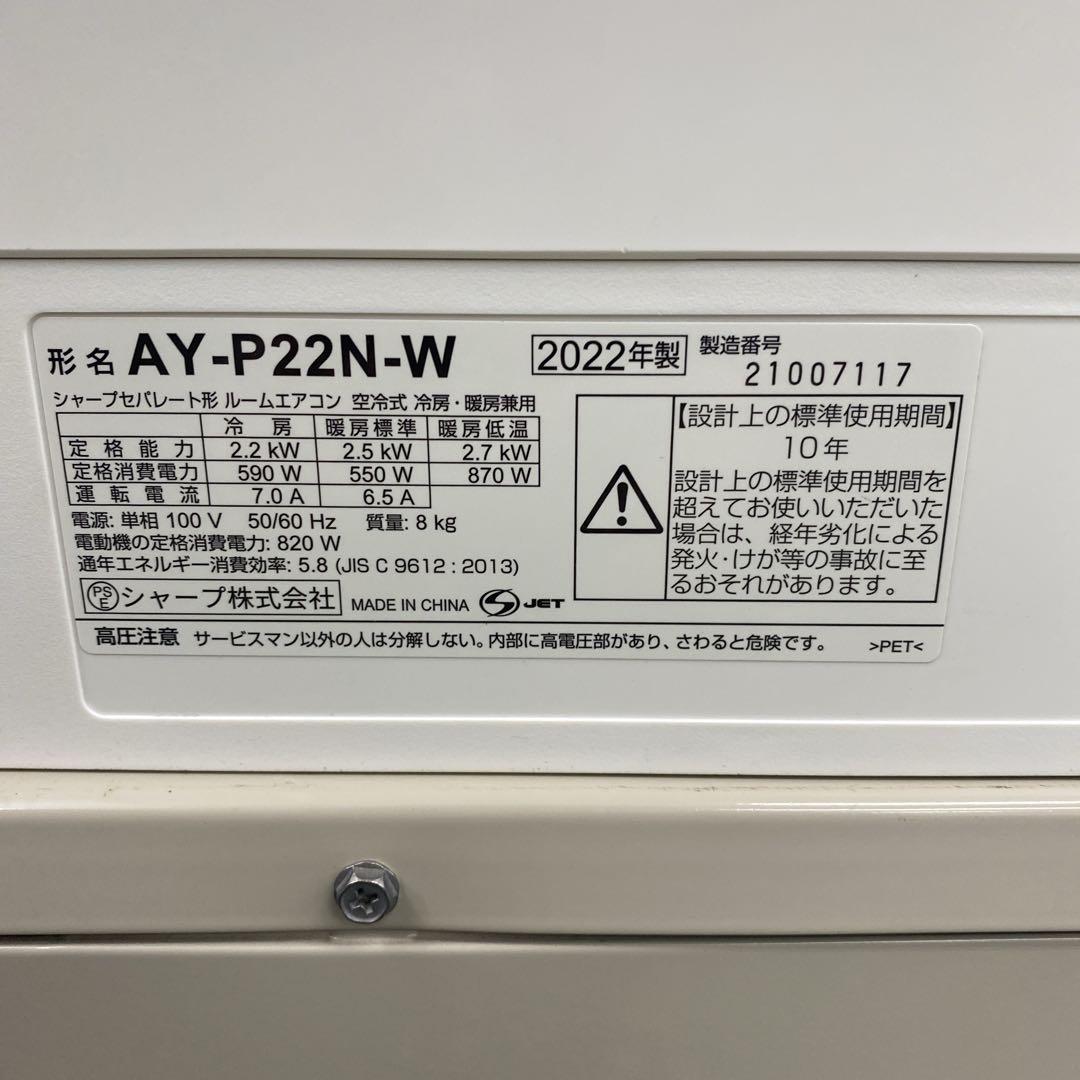 形名 AY-P22N-W 2022年製 製造番号 21007117
シャープセパレート形 ルームエアコン 空冷式 冷房・暖房兼用
冷房 暖房標準 暖房低温
定格能力 2.2 kW 2.5 kW 2.7 kW
定格消費電力 590 W 550 W 870 W
運転電流 7.0 A 6.5 A
電源: 単相 100 V 50/60 Hz 質量: 8 kg
電動機の定格消費電力: 820 W
通年エネルギー消費効率: 5.8 (JIS C 9612 : 2013)
PSE シャープ株式会社 MADE IN CHINA JET
【設計上の標準使用期間】
10年
設計上の標準使用期間を
超えてお使いいただいた
場合は、経年劣化による
発火・けが等の事故に至
るおそれがあります。
高圧注意 サービスマン以外の人は分解しない。内部に高電圧部があり、さわると危険です。 >PET<